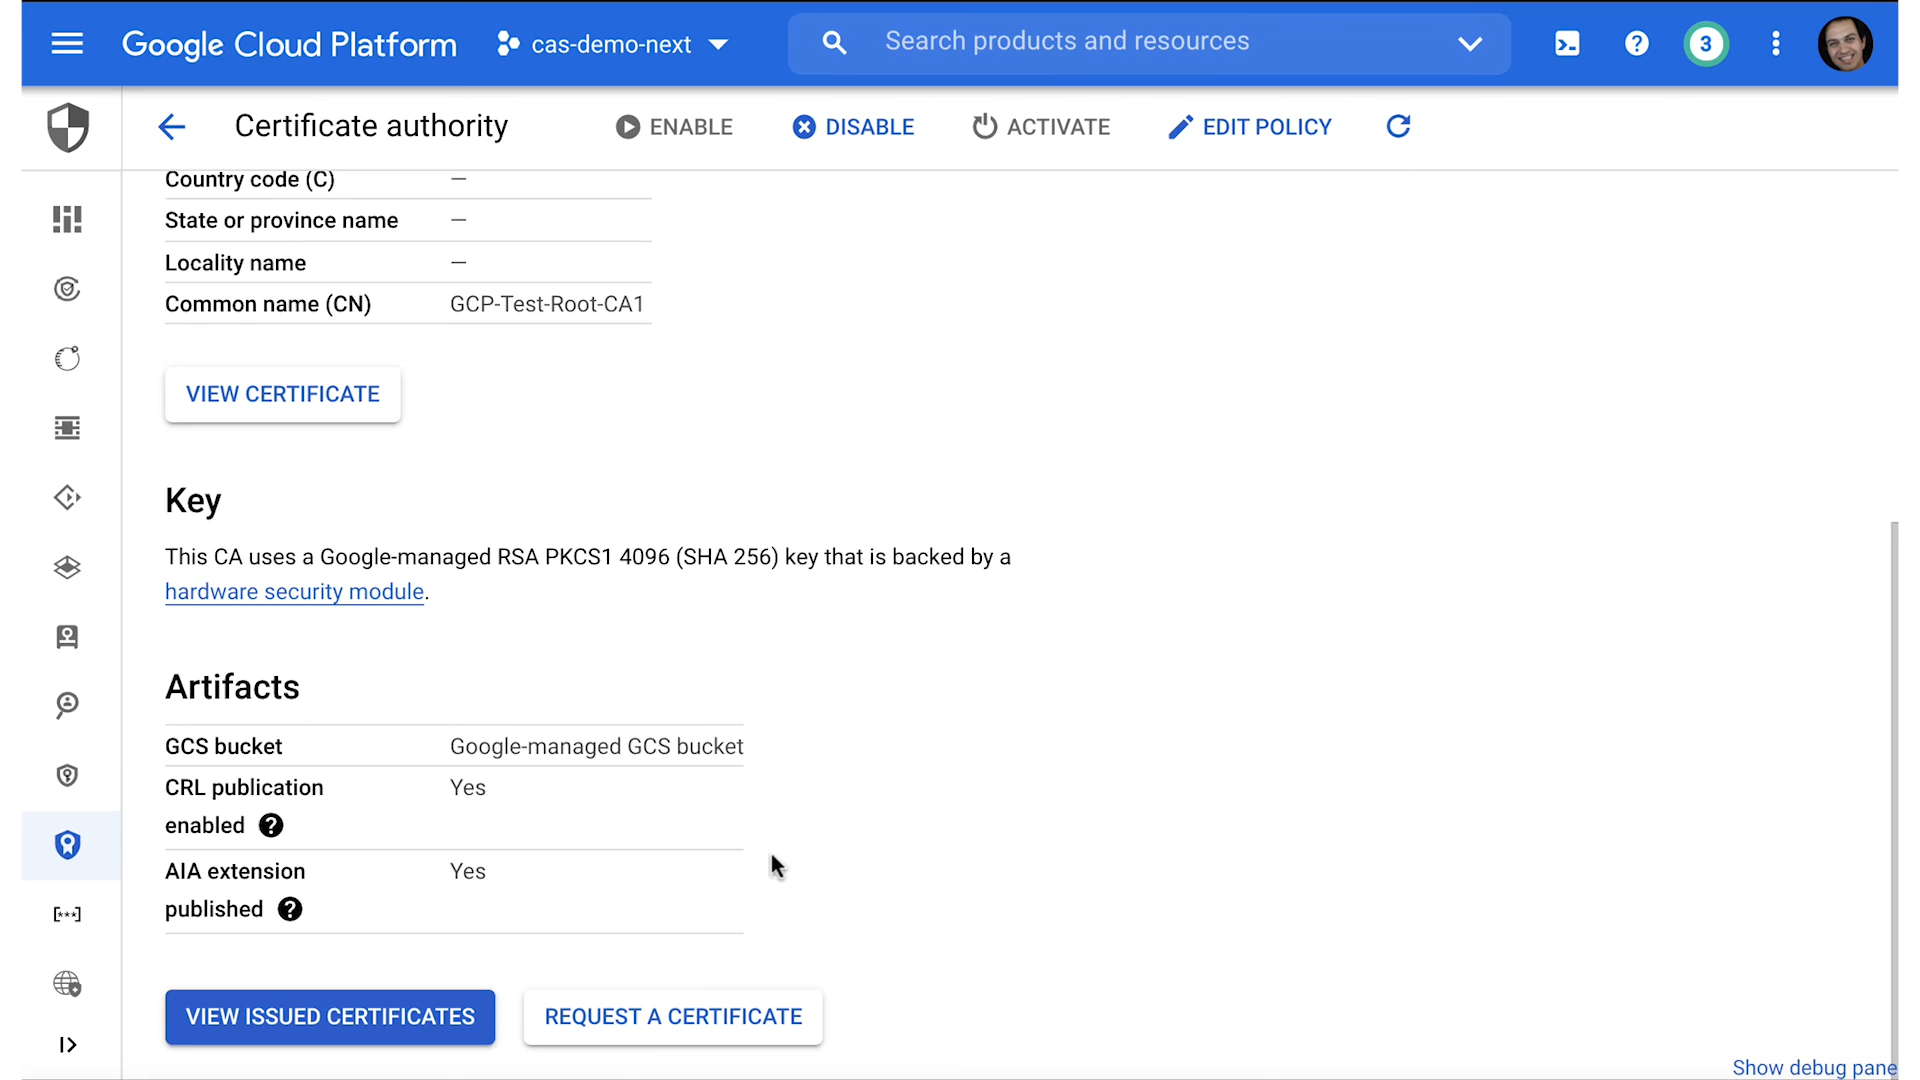 Google Cloud Platform
cas-demo-next
Search products and resources
3
Certificate authority
ENABLE
DISABLE
ACTIVATE
EDIT POLICY
Country code (C) —
State or province name —
Locality name —
Common name (CN) GCP-Test-Root-CA1
VIEW CERTIFICATE
Key
This CA uses a Google-managed RSA PKCS1 4096 (SHA 256) key that is backed by a
hardware security module.
Artifacts
GCS bucket Google-managed GCS bucket
CRL publication Yes
enabled
AIA extension Yes
published
VIEW ISSUED CERTIFICATES
REQUEST A CERTIFICATE
Show debug pane